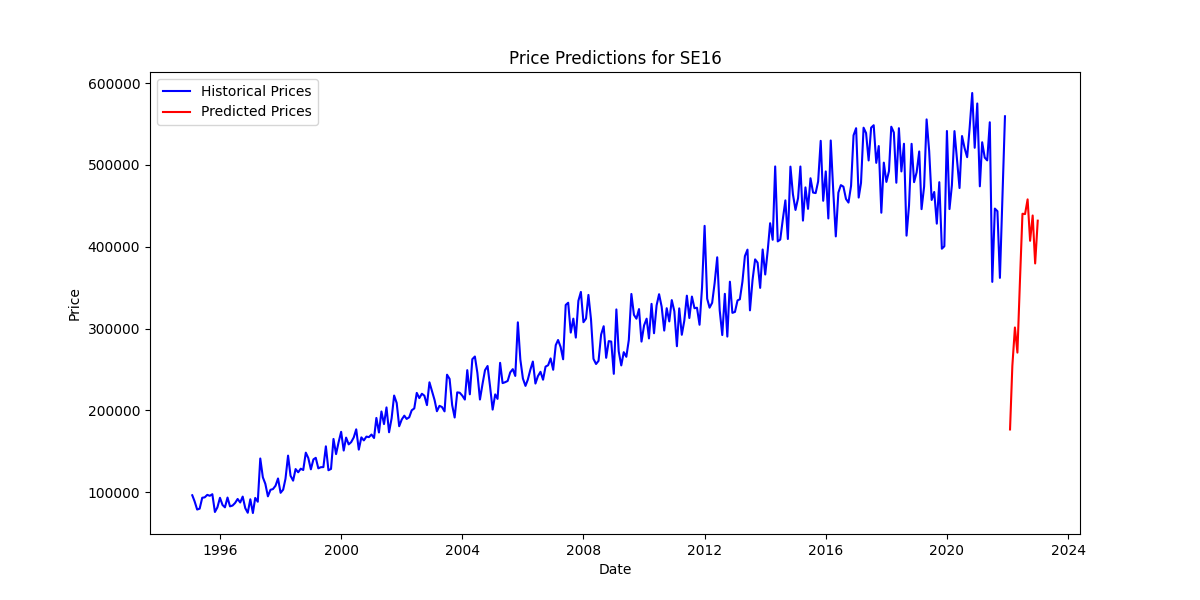 Price Predictions for SE16
Historical Prices
Predicted Prices
600000
500000
400000
300000
200000
100000
Price
1996 2000 2004 2008 2012 2016 2020 2024
Date